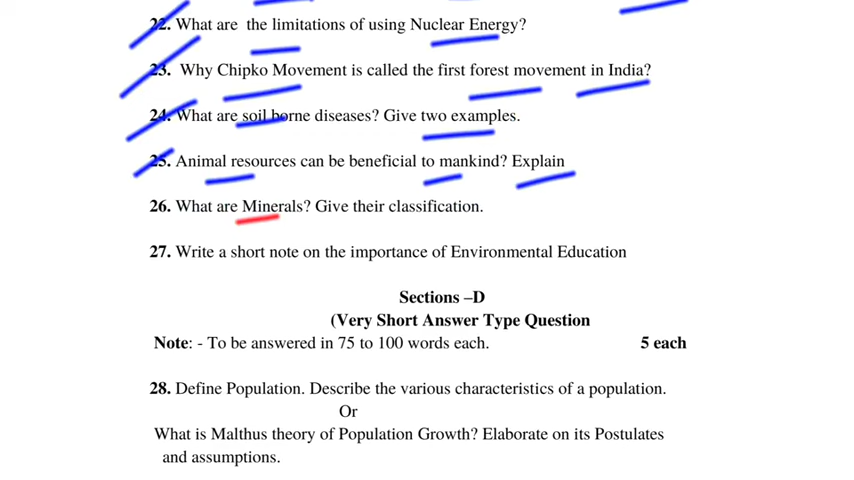 22. What are the limitations of using Nuclear Energy?
23. Why Chipko Movement is called the first forest movement in India?
24. What are soil borne diseases? Give two examples.
25. Animal resources can be beneficial to mankind? Explain
26. What are Minerals? Give their classification.
27. Write a short note on the importance of Environmental Education
Sections –D
(Very Short Answer Type Question
Note: - To be answered in 75 to 100 words each. 5 each
28. Define Population. Describe the various characteristics of a population.
Or
What is Malthus theory of Population Growth? Elaborate on its Postulates
and assumptions.